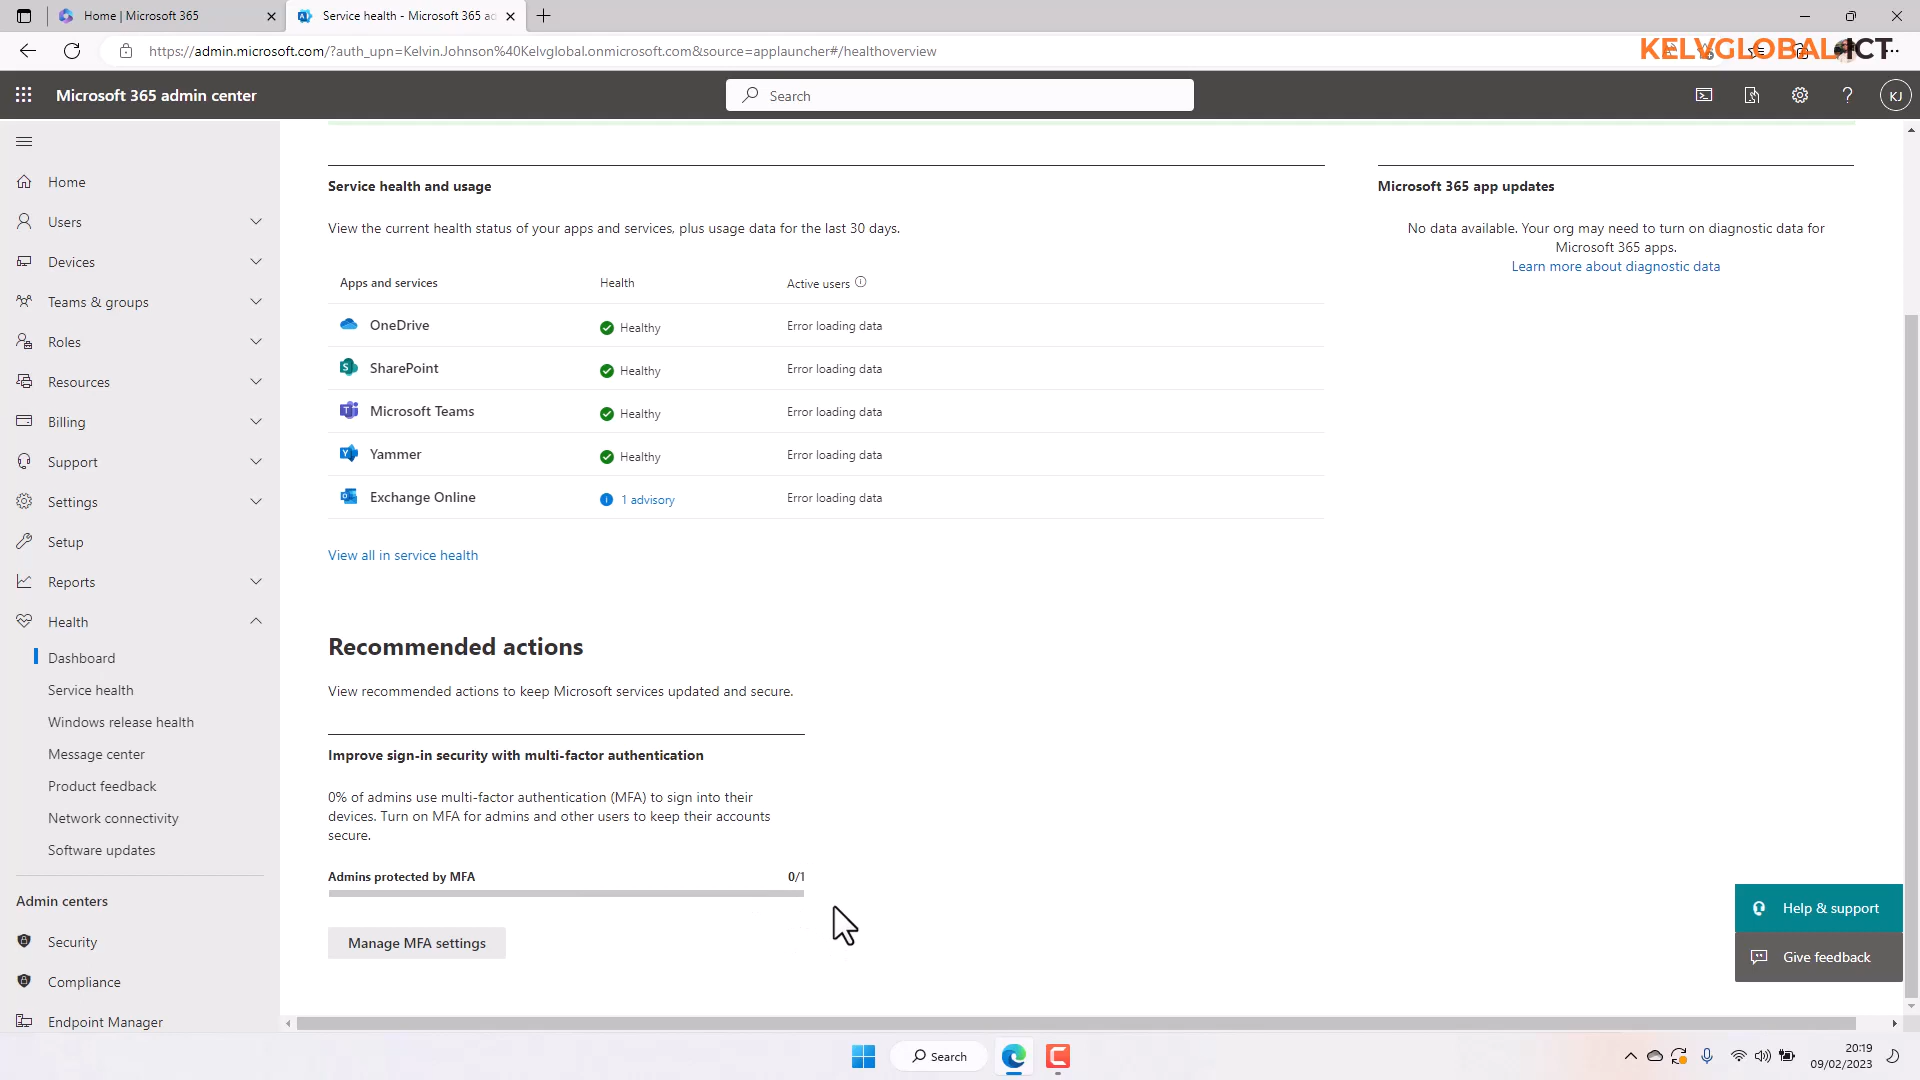 Home | Microsoft 365
Service health - Microsoft 365 ac
https://admin.microsoft.com/?auth_upn=Kelvin.Johnson%40Kelvglobal.onmicrosoft.com&source=applauncher#/healthoverview
KELVGLOBAL ICT
Microsoft 365 admin center
Search
KJ
Home
Users
Devices
Teams & groups
Roles
Resources
Billing
Support
Settings
Setup
Reports
Health
Dashboard
Service health
Windows release health
Message center
Product feedback
Network connectivity
Software updates
Admin centers
Security
Compliance
Endpoint Manager
Service health and usage
View the current health status of your apps and services, plus usage data for the last 30 days.
Apps and services Health Active users
OneDrive Healthy Error loading data
SharePoint Healthy Error loading data
Microsoft Teams Healthy Error loading data
Yammer Healthy Error loading data
Exchange Online 1 advisory Error loading data
View all in service health
Microsoft 365 app updates
No data available. Your org may need to turn on diagnostic data for
Microsoft 365 apps.
Learn more about diagnostic data
Recommended actions
View recommended actions to keep Microsoft services updated and secure.
Improve sign-in security with multi-factor authentication
0% of admins use multi-factor authentication (MFA) to sign into their
devices. Turn on MFA for admins and other users to keep their accounts
secure.
Admins protected by MFA 0/1
Manage MFA settings
Help & support
Give feedback
Search
20:19
09/02/2023